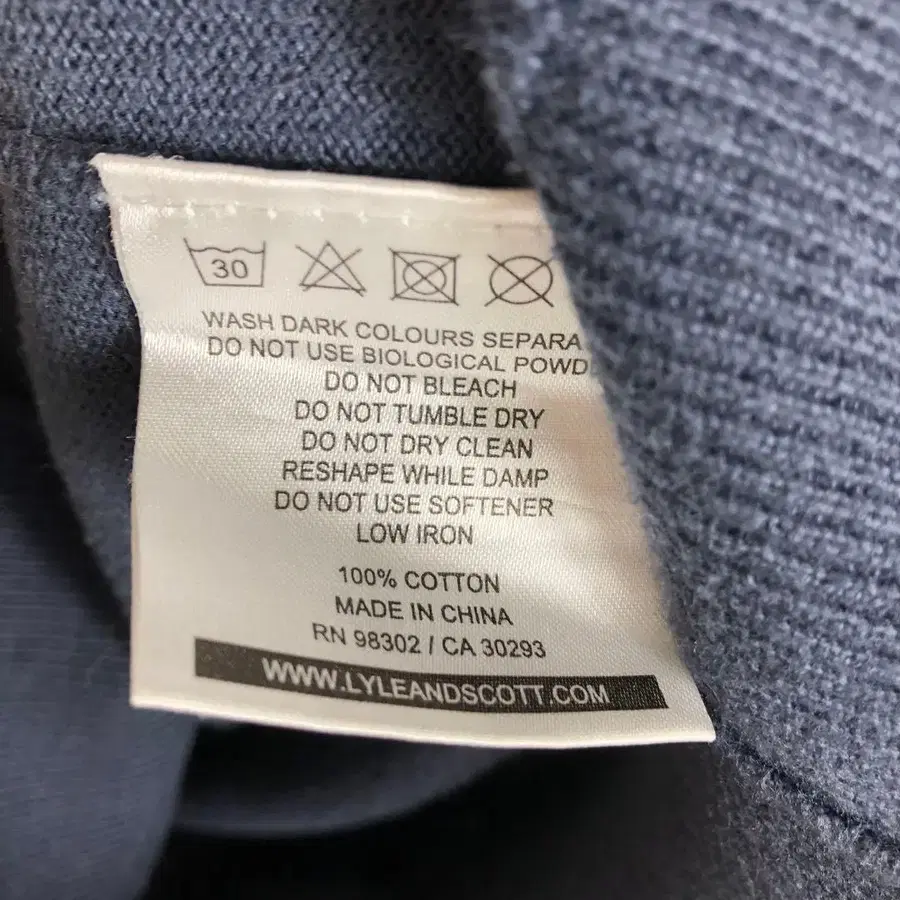 30
WASH DARK COLOURS SEPARA
DO NOT USE BIOLOGICAL POWD
DO NOT BLEACH
DO NOT TUMBLE DRY
DO NOT DRY CLEAN
RESHAPE WHILE DAMP
DO NOT USE SOFTENER
LOW IRON
100% COTTON
MADE IN CHINA
RN 98302 / CA 30293
WWW.LYLEANDSCOTT.COM